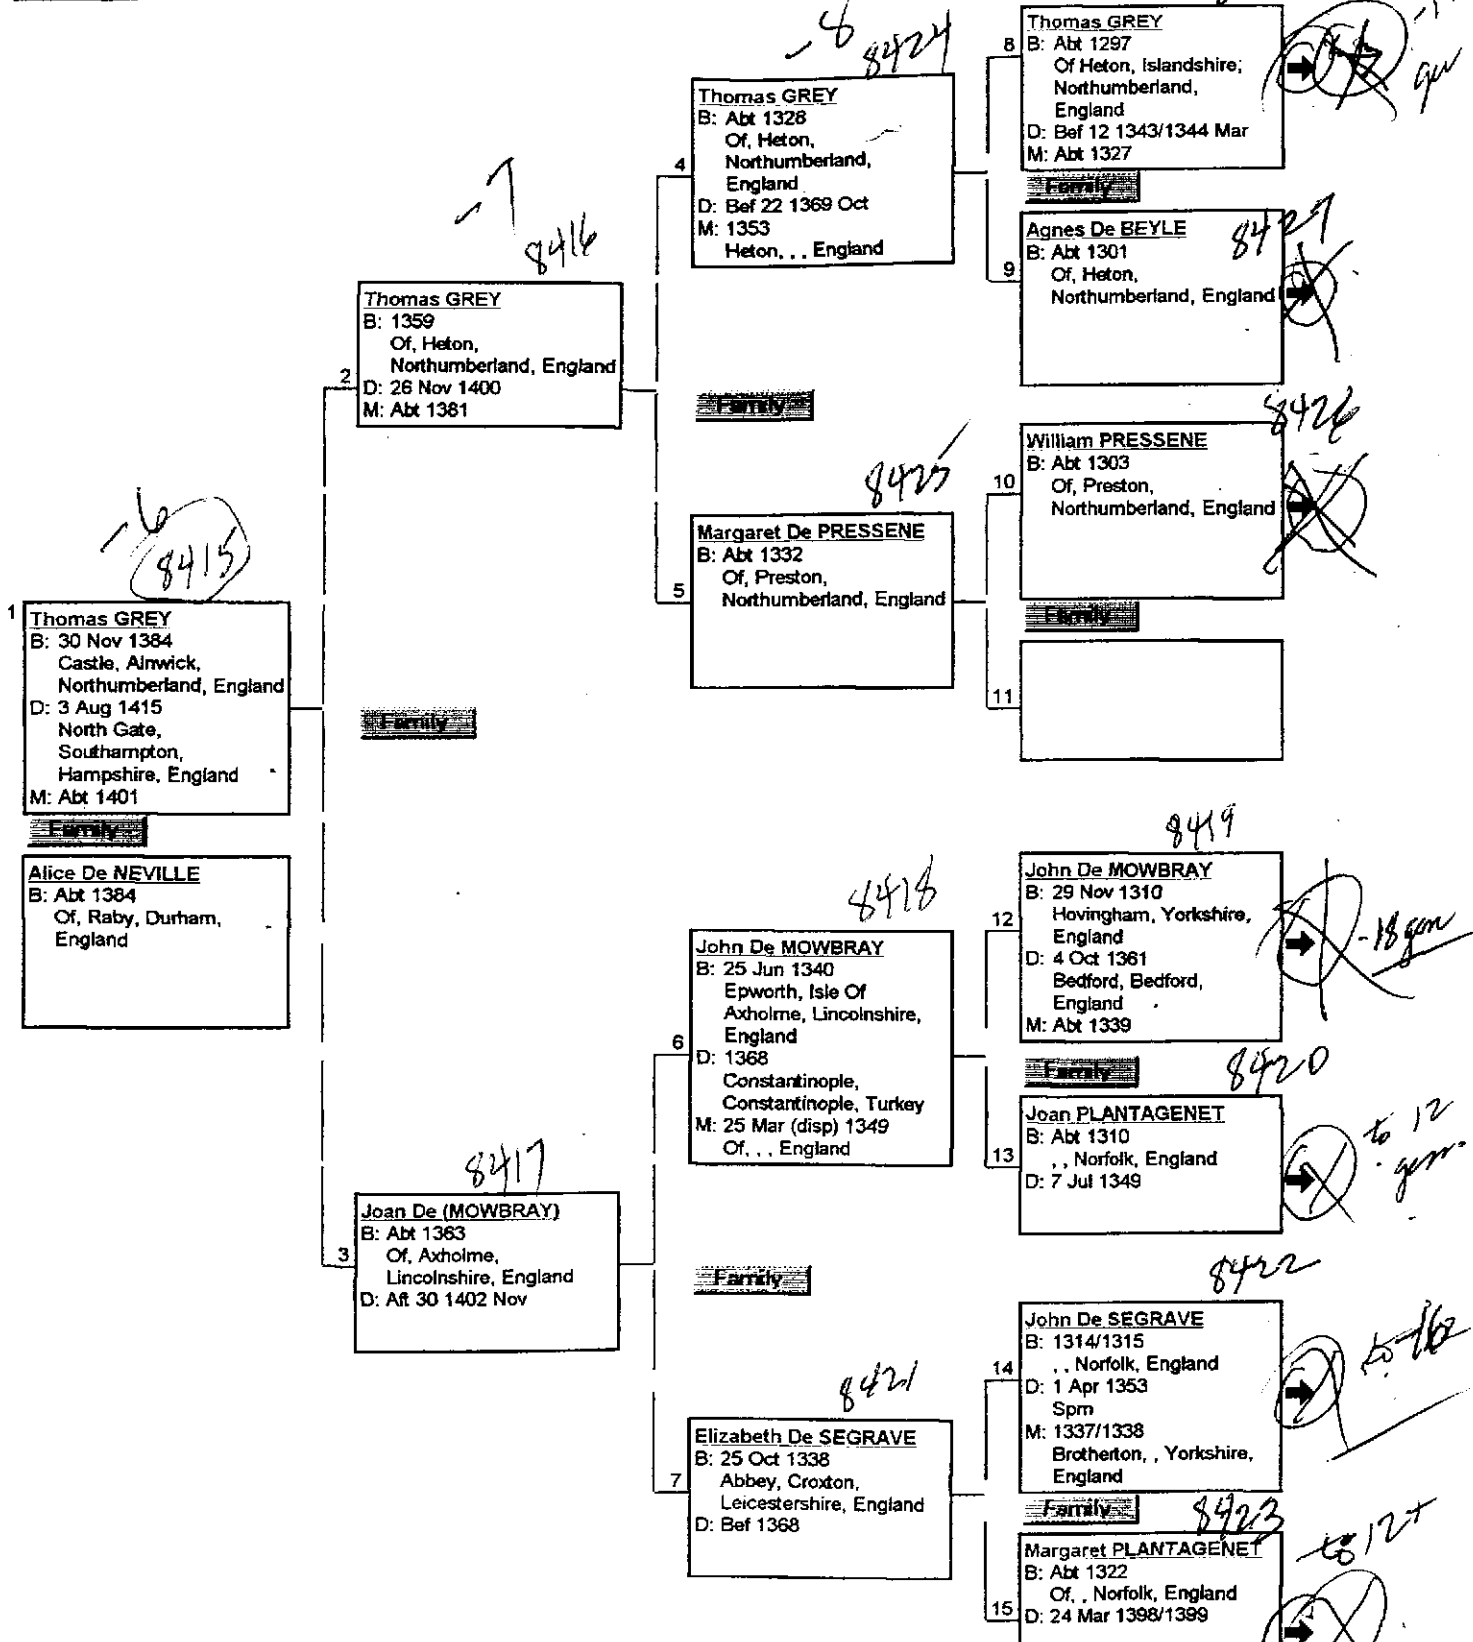 1
Thomas GREY
B: 30 Nov 1384
Castle, Alnwick,
Northumberland, England
D: 3 Aug 1415
North Gate,
Southampton,
Hampshire, England
M: Abt 1401
Family
Alice De NEVILLE
B: Abt 1384
Of, Raby, Durham,
England
-6
8415
-7
8416
2
Thomas GREY
B: 1359
Of, Heton,
Northumberland, England
D: 26 Nov 1400
M: Abt 1381
Family
8417
3
Joan De (MOWBRAY)
B: Abt 1363
Of, Axholme,
Lincolnshire, England
D: Aft 30 1402 Nov
-8
8424
4
Thomas GREY
B: Abt 1328
Of, Heton,
Northumberland,
England
D: Bef 22 1369 Oct
M: 1353
Heton, , , England
Family
8425
5
Margaret De PRESSENE
B: Abt 1332
Of, Preston,
Northumberland, England
8418
6
John De MOWBRAY
B: 25 Jun 1340
Epworth, Isle Of
Axholme, Lincolnshire,
England
D: 1368
Constantinople,
Constantinople, Turkey
M: 25 Mar (disp) 1349
Of, , , England
Family
8421
7
Elizabeth De SEGRAVE
B: 25 Oct 1338
Abbey, Croxton,
Leicestershire, England
D: Bef 1368
8
Thomas GREY
B: Abt 1297
Of Heton, Islandshire;
Northumberland,
England
D: Bef 12 1343/1344 Mar
M: Abt 1327
Family
8427
9
Agnes De BEYLE
B: Abt 1301
Of, Heton,
Northumberland, England
8426
10
William PRESSENE
B: Abt 1303
Of, Preston,
Northumberland, England
Family
11
8419
12
John De MOWBRAY
B: 29 Nov 1310
Hovingham, Yorkshire,
England
D: 4 Oct 1361
Bedford, Bedford,
England
M: Abt 1339
-18 gen
Family
8420
13
Joan PLANTAGENET
B: Abt 1310
, , Norfolk, England
D: 7 Jul 1349
to 12
gen.
8422
14
John De SEGRAVE
B: 1314/1315
, , Norfolk, England
D: 1 Apr 1353
Spm
M: 1337/1338
Brotherton, , Yorkshire,
England
Family
8423
15
Margaret PLANTAGENET
B: Abt 1322
Of, , Norfolk, England
D: 24 Mar 1398/1399
to 12+